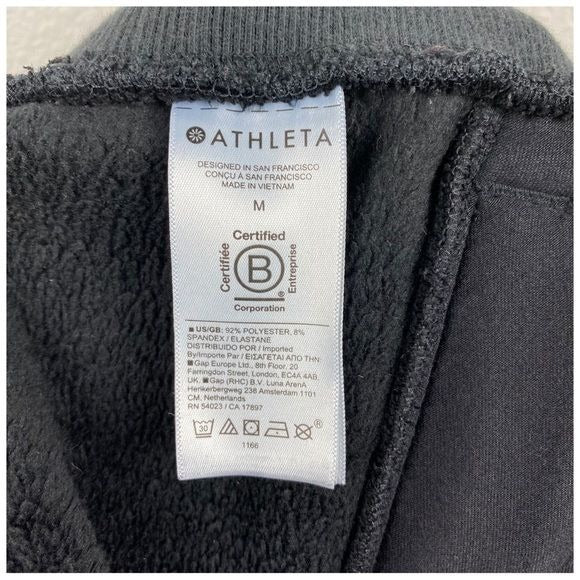 ATHLETA
DESIGNED IN SAN FRANCISCO
CONÇU À SAN FRANCISCO
MADE IN VIETNAM
M
Certified
Certifiée
B
Entreprise
®
Corporation
US/GB: 92% POLYESTER, 8%
SPANDEX / ELASTANE
DISTRIBUIDO POR / Imported
By/Importe Par / ΕΙΣΑΓΕΤΑΙ ΑΠΟ ΤΗΝ:
Gap Europe Ltd., 8th Floor, 20
Farringdon Street, London, EC4A 4AB,
UK. Gap (RHC) B.V. Luna ArenA
Herikerbergweg 238 Amsterdam 1101
CM, Netherlands
RN 54023 / CA 17897
30 ®
1166